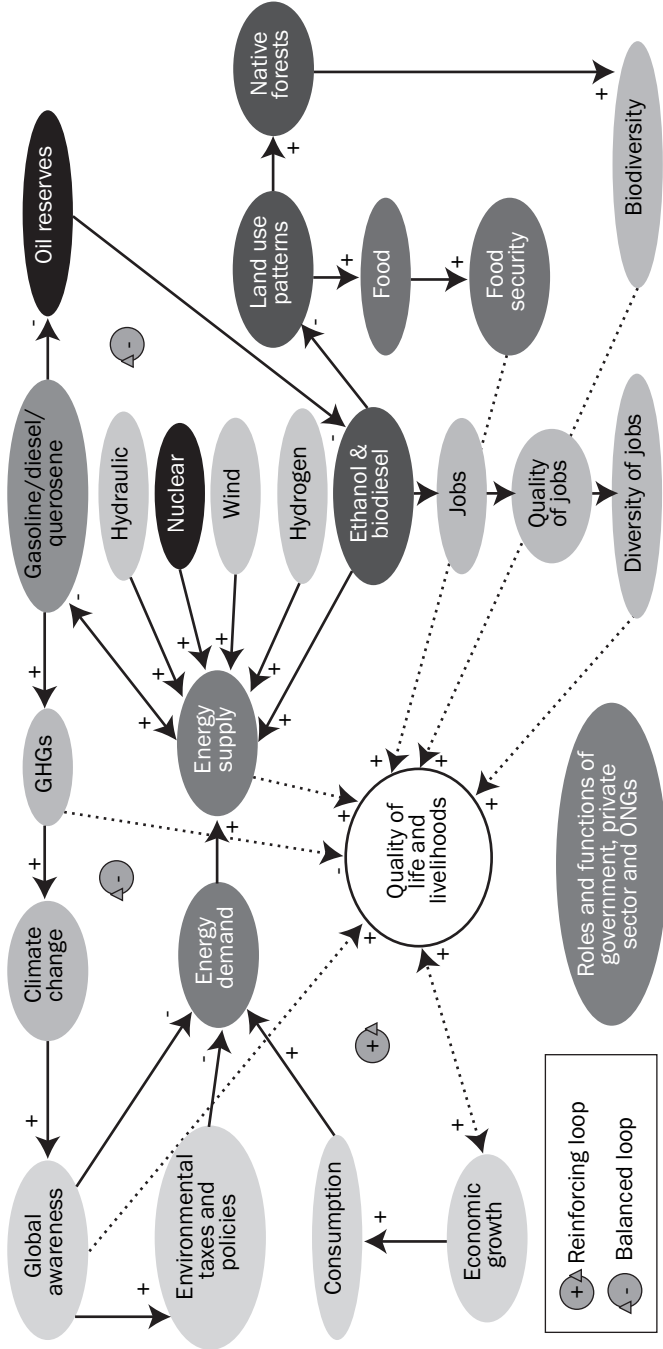 Global
awareness
+
Climate
change
+
GHGs
+
Gasoline/diesel/
querosene
-
Oil reserves
+
-
-
+
-
Environmental
taxes and
policies
-
-
Energy
demand
+
Energy
supply
+
+
+
+
+
Hydraulic
Nuclear
Wind
Hydrogen
Ethanol &
biodiesel
-
-
Land use
patterns
+
Native
forests
+
Food
+
Food
security
+
Biodiversity
Consumption
+
+
Economic
growth
+
+
+
+
-
+
+
+
+
Quality of
life and
livelihoods
Jobs
Quality
of jobs
Diversity of jobs
+ Reinforcing loop
- Balanced loop
Roles and functions of
government, private
sector and ONGs